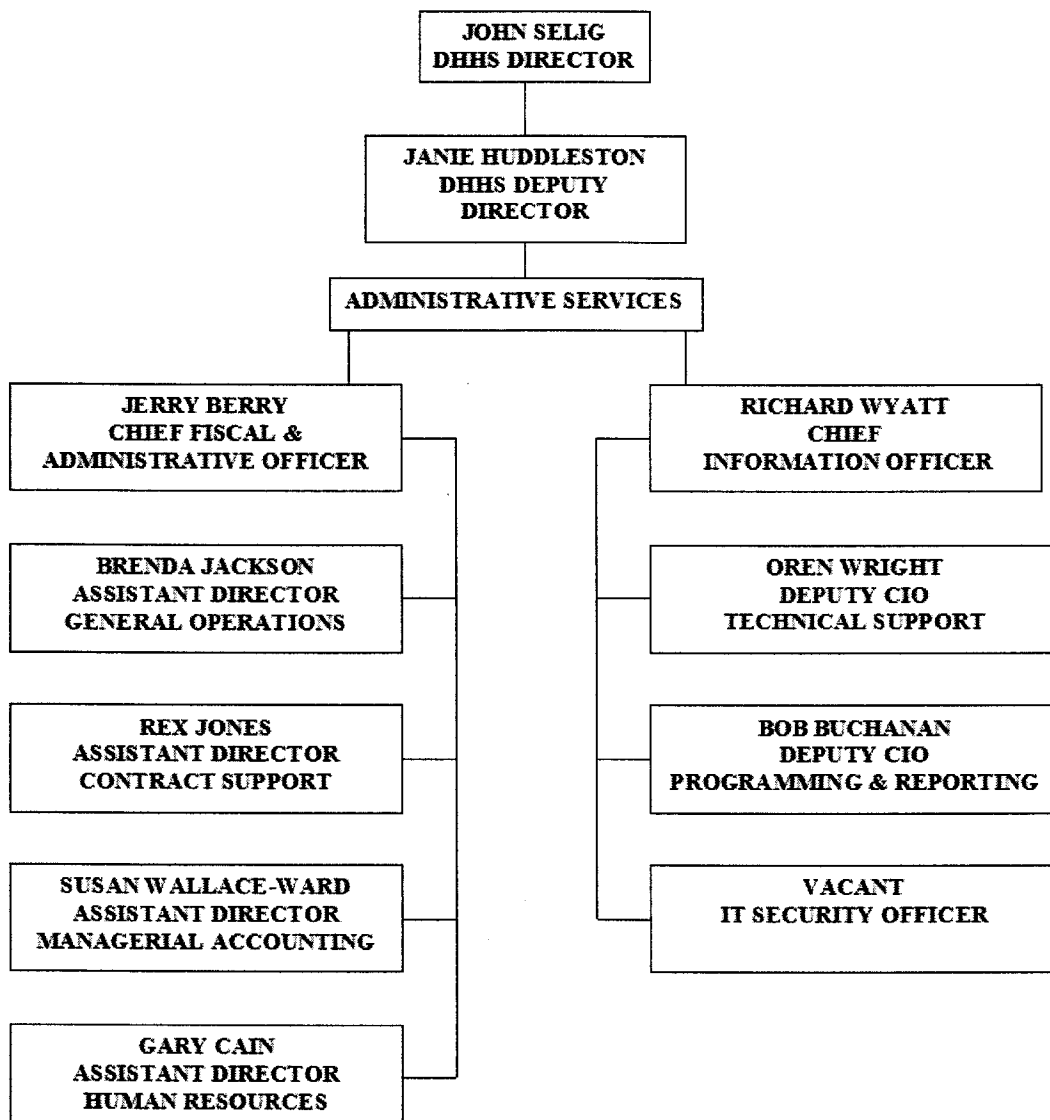 JOHN SELIG
DHHS DIRECTOR
JANIE HUDDLESTON
DHHS DEPUTY
DIRECTOR
ADMINISTRATIVE SERVICES
JERRY BERRY
CHIEF FISCAL &
ADMINISTRATIVE OFFICER
RICHARD WYATT
CHIEF
INFORMATION OFFICER
BRENDA JACKSON
ASSISTANT DIRECTOR
GENERAL OPERATIONS
OREN WRIGHT
DEPUTY CIO
TECHNICAL SUPPORT
REX JONES
ASSISTANT DIRECTOR
CONTRACT SUPPORT
BOB BUCHANAN
DEPUTY CIO
PROGRAMMING & REPORTING
SUSAN WALLACE-WARD
ASSISTANT DIRECTOR
MANAGERIAL ACCOUNTING
VACANT
IT SECURITY OFFICER
GARY CAIN
ASSISTANT DIRECTOR
HUMAN RESOURCES